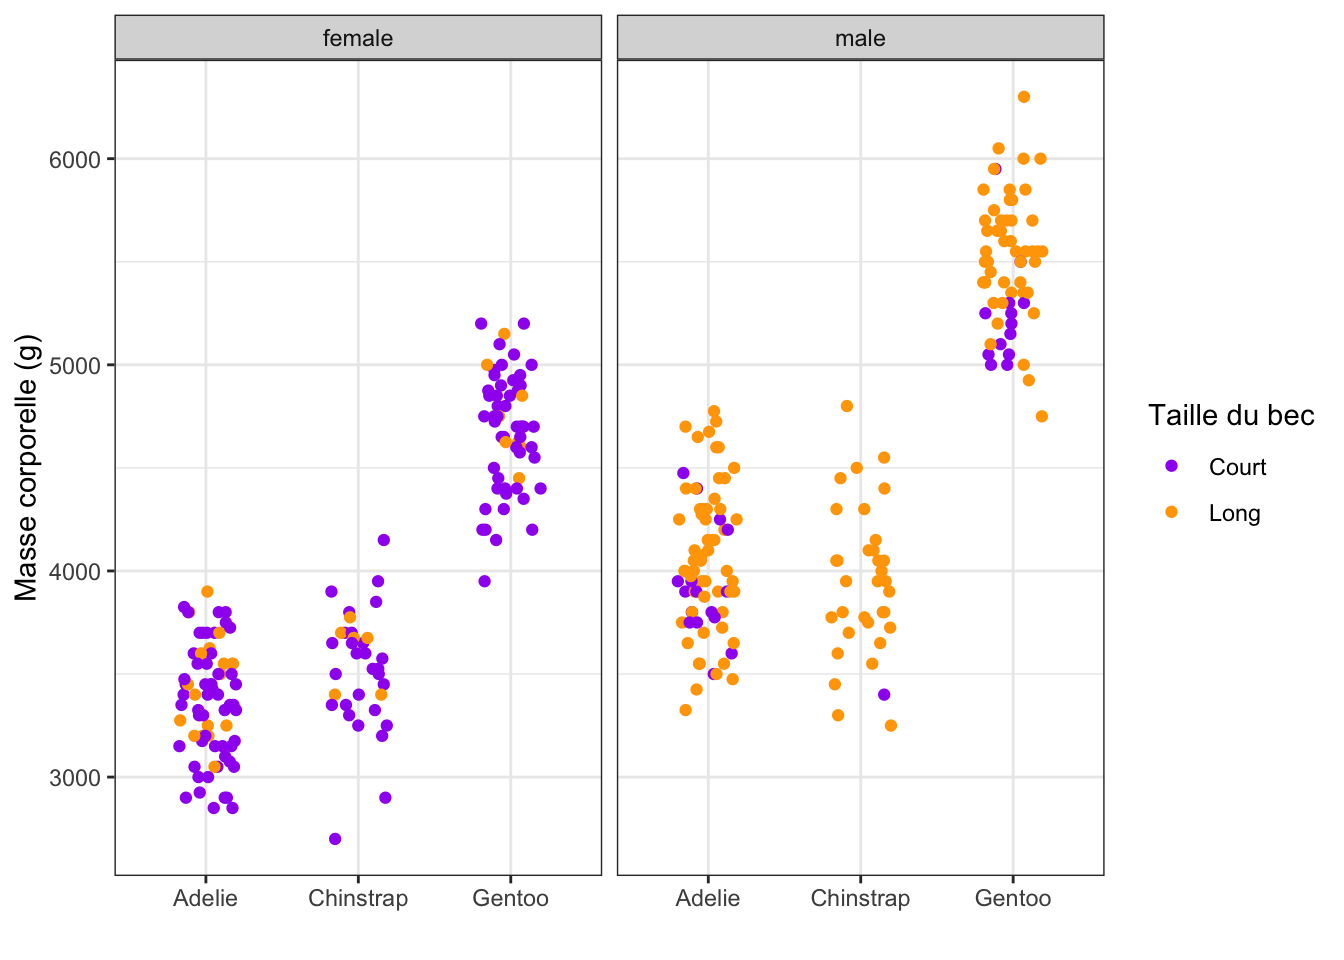 female
male
Masse corporelle (g)
6000
5000
4000
3000
Adelie
Chinstrap
Gentoo
Adelie
Chinstrap
Gentoo
Taille du bec
Court
Long